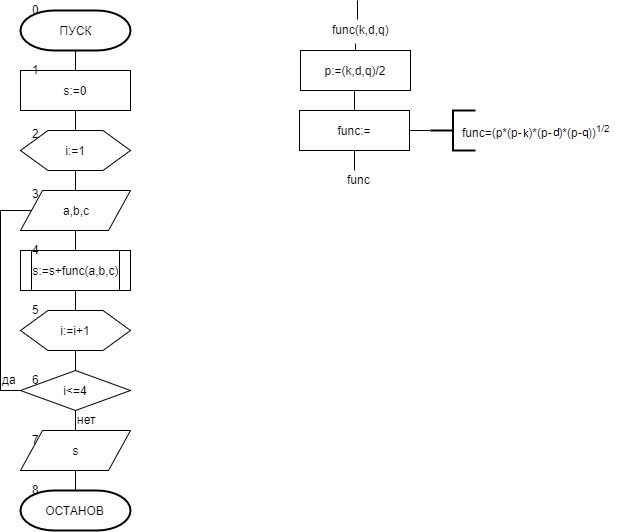 0
ПУСК
1
s:=0
2
i:=1
3
a,b,c
4
s:=s+func(a,b,c)
5
i:=i+1
да
6
i<=4
нет
7
s
8
ОСТАНОВ
func(k,d,q)
p:=(k,d,q)/2
func:=
func=(p*(p-k)*(p-d)*(p-q))^1/2
func